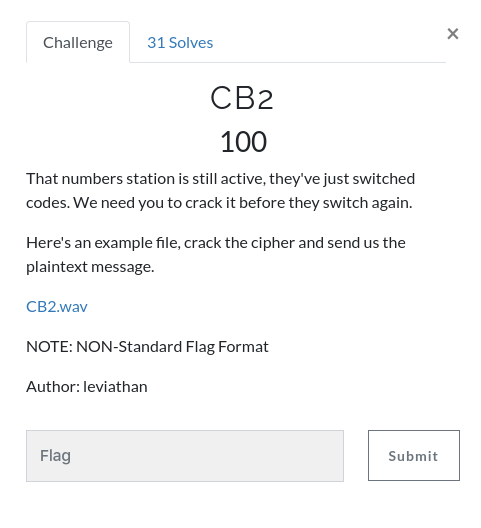 Challenge
31 Solves
×
CB2
100
That numbers station is still active, they've just switched
codes. We need you to crack it before they switch again.
Here's an example file, crack the cipher and send us the
plaintext message.
CB2.wav
NOTE: NON-Standard Flag Format
Author: leviathan
Flag
Submit